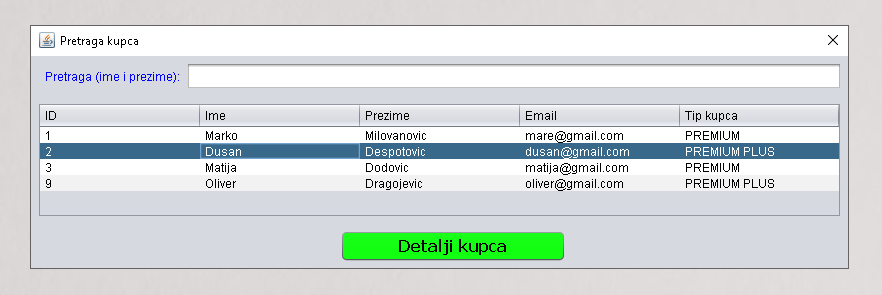 Pretraga kupca
Pretraga (ime i prezime):
ID Ime Prezime Email Tip kupca
1 Marko Milovanovic mare@gmail.com PREMIUM
2 Dusan Despotovic dusan@gmail.com PREMIUM PLUS
3 Matija Dodovic matija@gmail.com PREMIUM
9 Oliver Dragojevic oliver@gmail.com PREMIUM PLUS
Detalji kupca